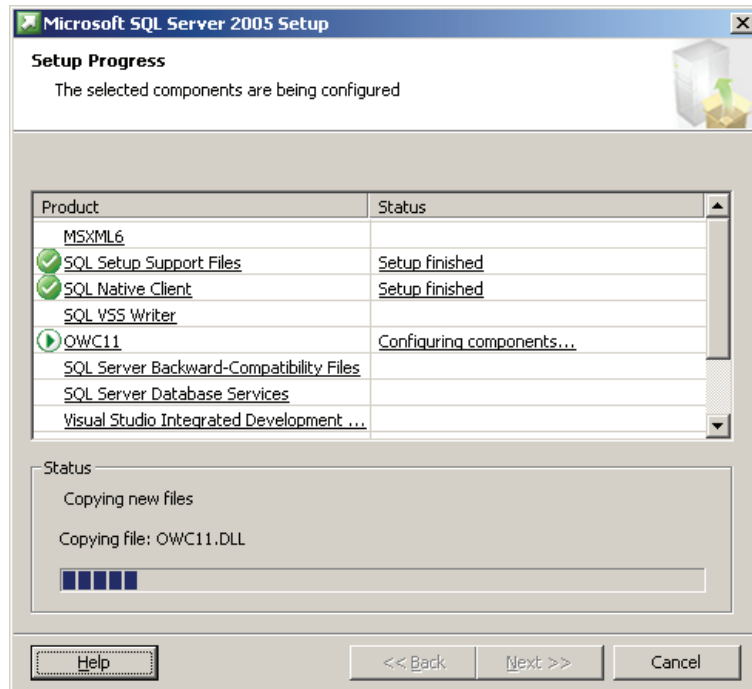 Microsoft SQL Server 2005 Setup
Setup Progress
The selected components are being configured
Product Status
MSXML6
SQL Setup Support Files Setup finished
SQL Native Client Setup finished
SQL VSS Writer
OWC11 Configuring components...
SQL Server Backward-Compatibility Files
SQL Server Database Services
Visual Studio Integrated Development ...
Status
Copying new files
Copying file: OWC11.DLL
Help << Back Next >> Cancel